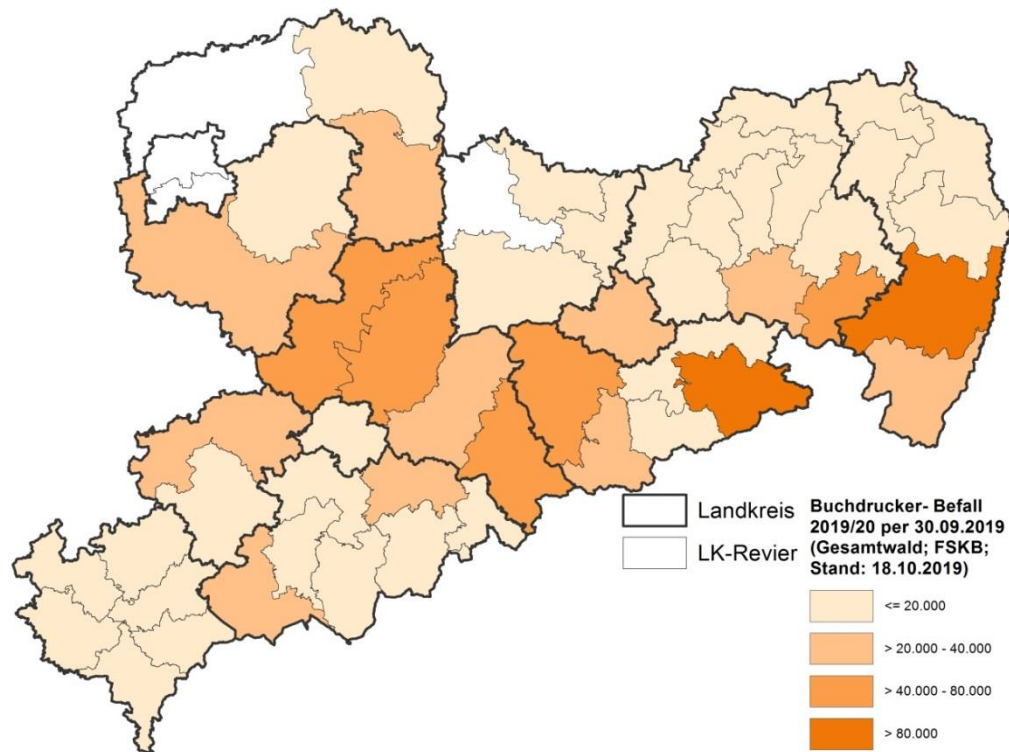 Landkreis
LK-Revier
Buchdrucker- Befall
2019/20 per 30.09.2019
(Gesamtwald; FSKB;
Stand: 18.10.2019)
<= 20.000
> 20.000 - 40.000
> 40.000 - 80.000
> 80.000